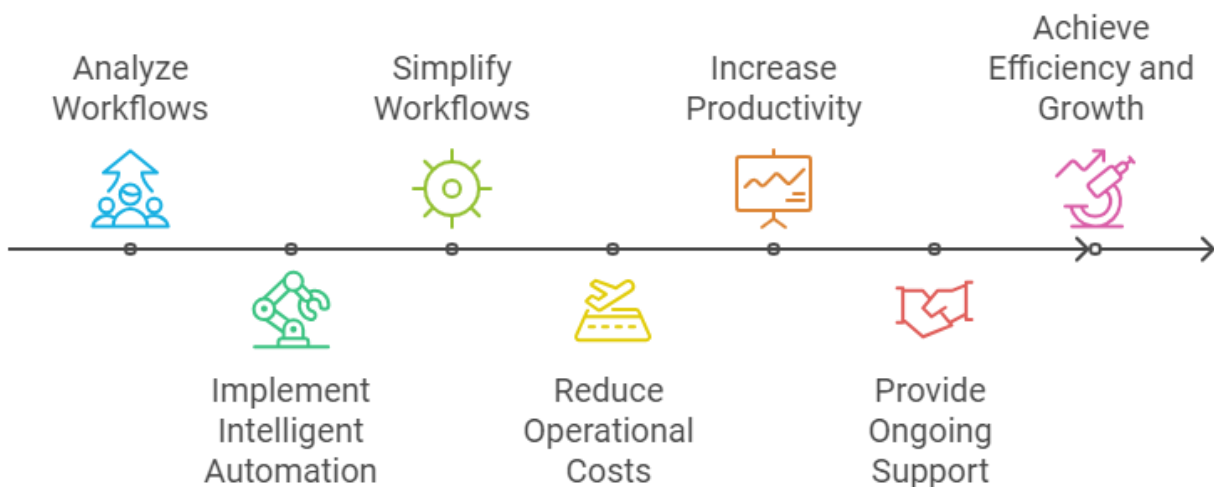 Analyze
Workflows
Implement
Intelligent
Automation
Simplify
Workflows
Reduce
Operational
Costs
Increase
Productivity
Provide
Ongoing
Support
Achieve
Efficiency and
Growth